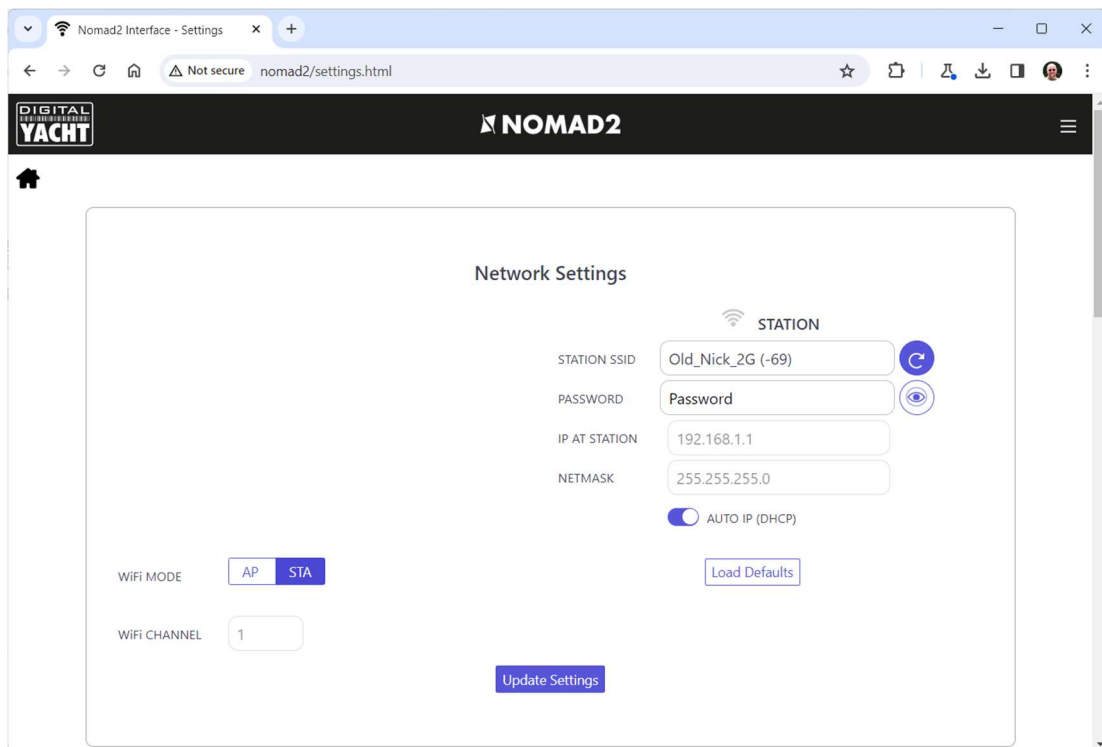 Nomad2 Interface - Settings
Not secure nomad2/settings.html
DIGITAL
YACHT
NOMAD2
Network Settings
STATION
STATION SSID Old_Nick_2G (-69)
PASSWORD Password
IP AT STATION 192.168.1.1
NETMASK 255.255.255.0
AUTO IP (DHCP)
WiFi MODE AP STA Load Defaults
WiFi CHANNEL 1
Update Settings